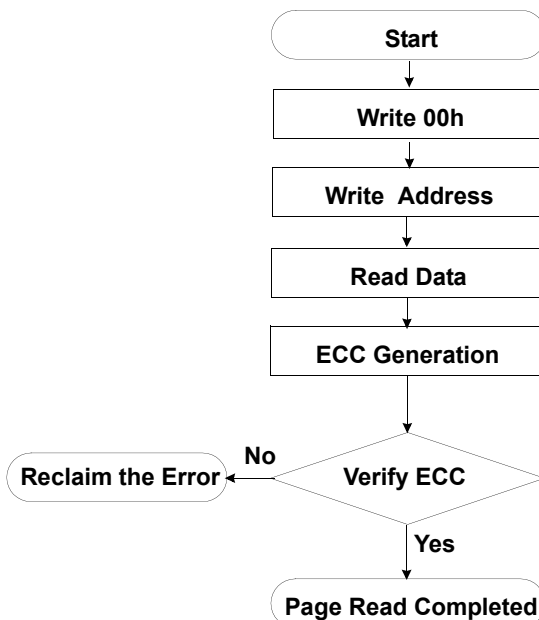 Start
Write 00h
Write Address
Read Data
ECC Generation
No
Reclaim the Error
Verify ECC
Yes
Page Read Completed